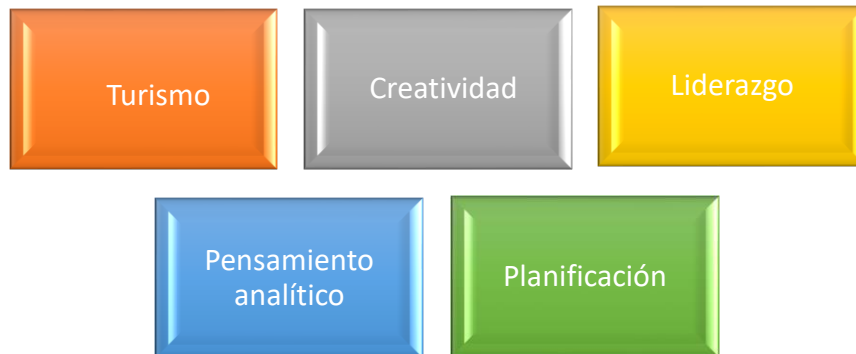 Turismo
Creatividad
Liderazgo
Pensamiento
analítico
Planificación